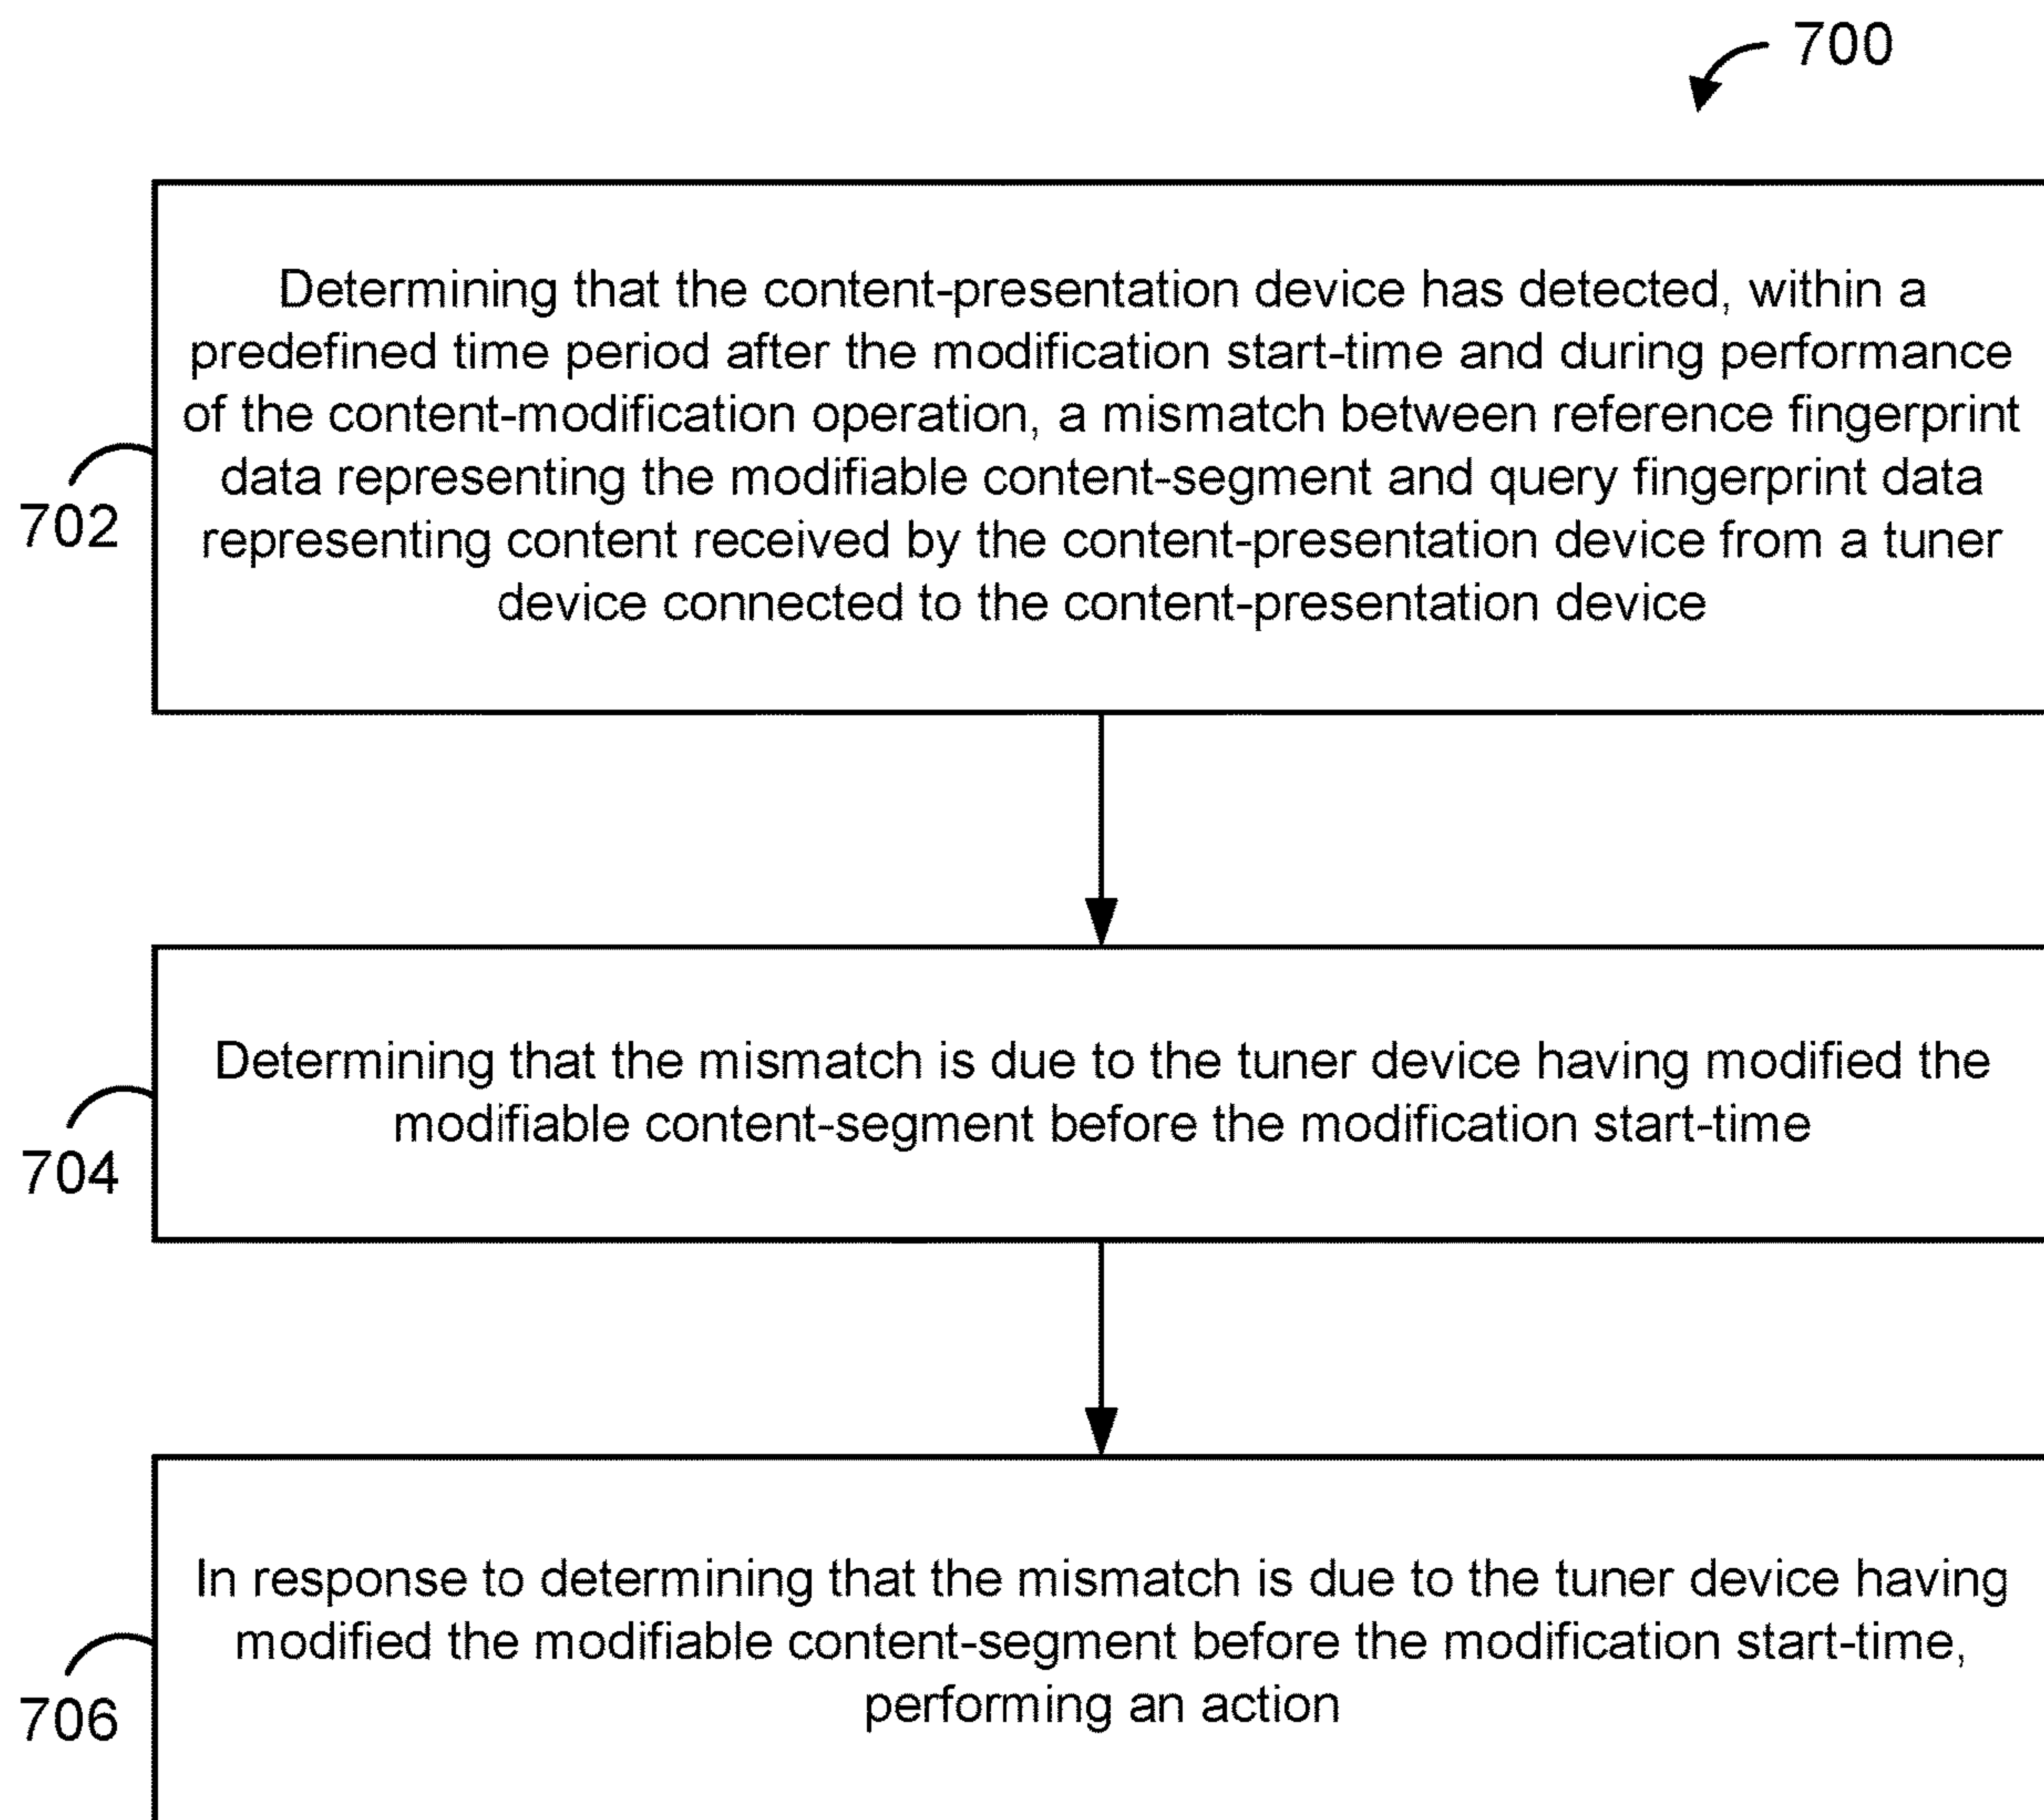 700
Determining that the content-presentation device has detected, within a
predefined time period after the modification start-time and during performance
of the content-modification operation, a mismatch between reference fingerprint
data representing the modifiable content-segment and query fingerprint data
representing content received by the content-presentation device from a tuner
device connected to the content-presentation device
702
Determining that the mismatch is due to the tuner device having modified the
modifiable content-segment before the modification start-time
704
In response to determining that the mismatch is due to the tuner device having
modified the modifiable content-segment before the modification start-time,
performing an action
706